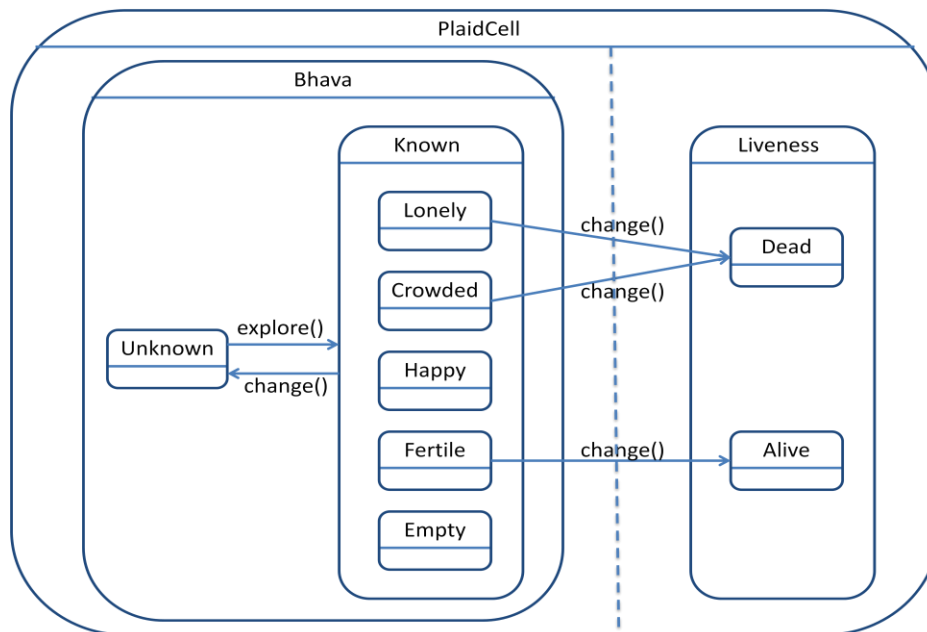 PlaidCell
Bhava
Known
Liveness
Lonely
change()
Dead
Crowded
change()
explore()
Unknown
change()
Happy
Fertile
change()
Alive
Empty